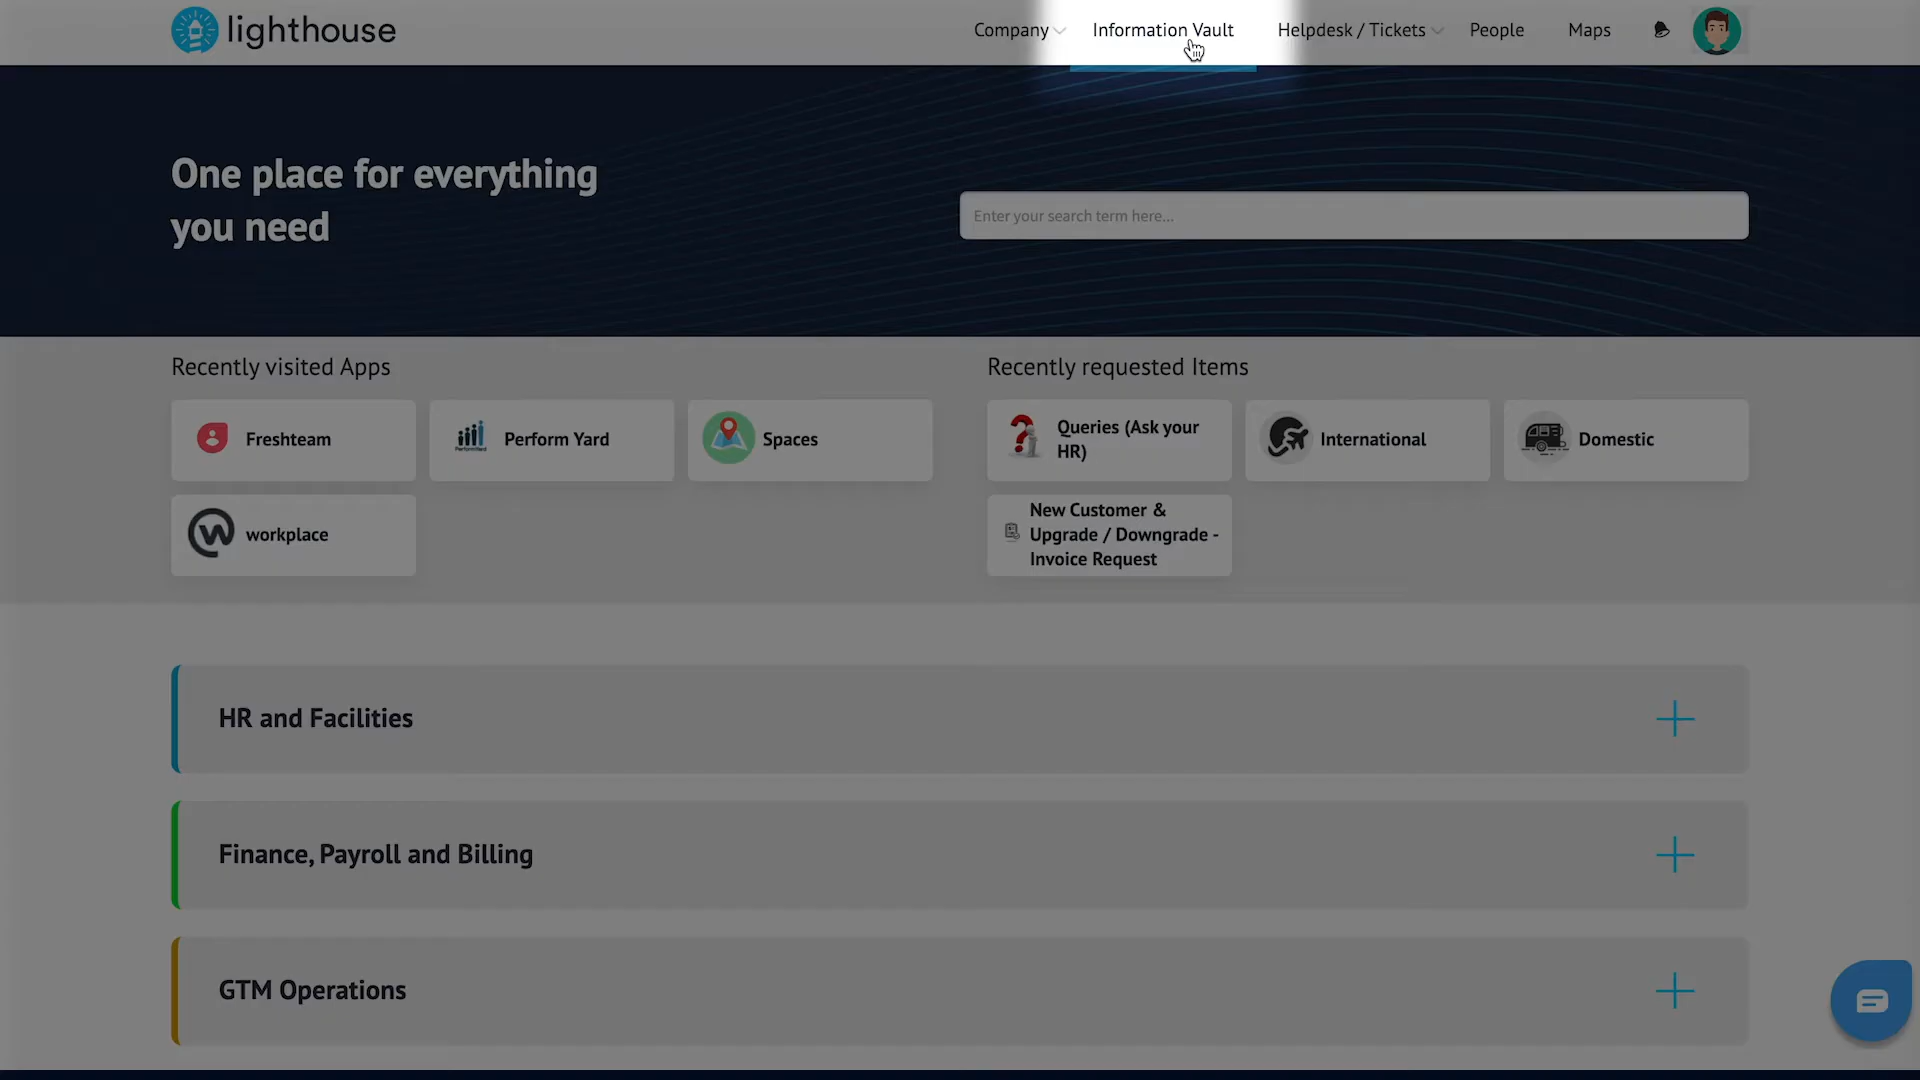 lighthouse
Company
Information Vault
Helpdesk / Tickets
People
Maps
One place for everything
you need
Enter your search term here...
Recently visited Apps
Freshteam
Perform Yard
Spaces
workplace
Recently requested Items
Queries (Ask your
HR)
International
Domestic
New Customer &
Upgrade / Downgrade -
Invoice Request
HR and Facilities
Finance, Payroll and Billing
GTM Operations